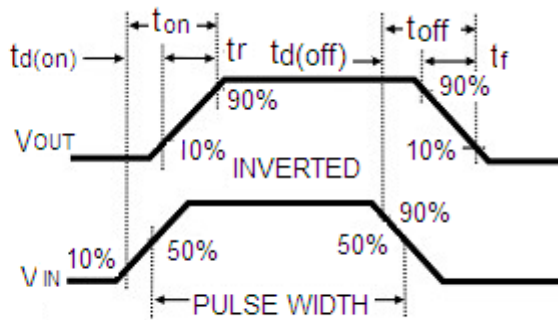 ton toff
td(on) tr td(off) tf
90% 90%
VOUT I0% 10%
INVERTED
90%
10% 50% 50%
VIN
PULSE WIDTH